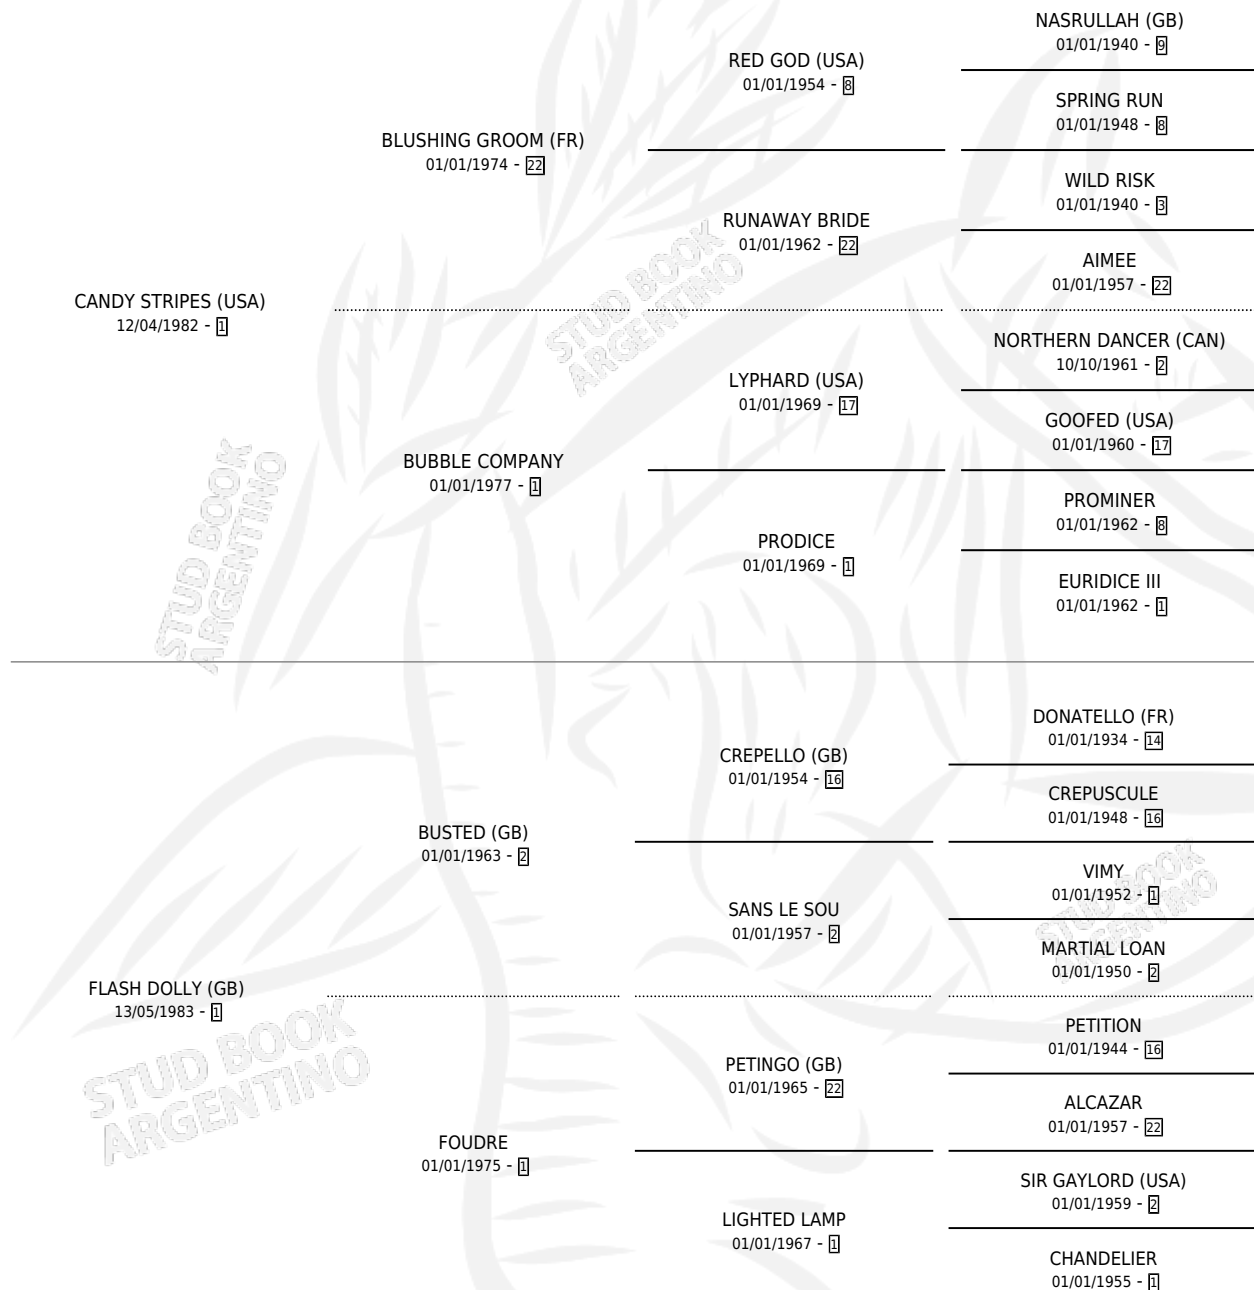 NASRULLAH (GB)
01/01/1940 - 9
RED GOD (USA)
01/01/1954 - 8
SPRING RUN
01/01/1948 - 8
BLUSHING GROOM (FR)
01/01/1974 - 22
WILD RISK
01/01/1940 - 3
RUNAWAY BRIDE
01/01/1962 - 22
AIMEE
01/01/1957 - 22
CANDY STRIPES (USA)
12/04/1982 - 1
NORTHERN DANCER (CAN)
10/10/1961 - 2
LYPHARD (USA)
01/01/1969 - 17
GOOFED (USA)
01/01/1960 - 17
BUBBLE COMPANY
01/01/1977 - 1
PROMINER
01/01/1962 - 8
PRODICE
01/01/1969 - 1
EURIDICE III
01/01/1962 - 1
DONATELLO (FR)
01/01/1934 - 14
CREPELLO (GB)
01/01/1954 - 16
CREPUSCULE
01/01/1948 - 16
BUSTED (GB)
01/01/1963 - 2
VIMY
01/01/1952 - 1
SANS LE SOU
01/01/1957 - 2
MARTIAL LOAN
01/01/1950 - 2
FLASH DOLLY (GB)
13/05/1983 - 1
PETITION
01/01/1944 - 16
PETINGO (GB)
01/01/1965 - 22
ALCAZAR
01/01/1957 - 22
FOUDRE
01/01/1975 - 1
SIR GAYLORD (USA)
01/01/1959 - 2
LIGHTED LAMP
01/01/1967 - 1
CHANDELIER
01/01/1955 - 1
STUD BOOK
ARGENTINO
STUD BOOK
ARGENTINO
STUD BOOK
ARGENTINO
STUD BOOK
ARGENTINO